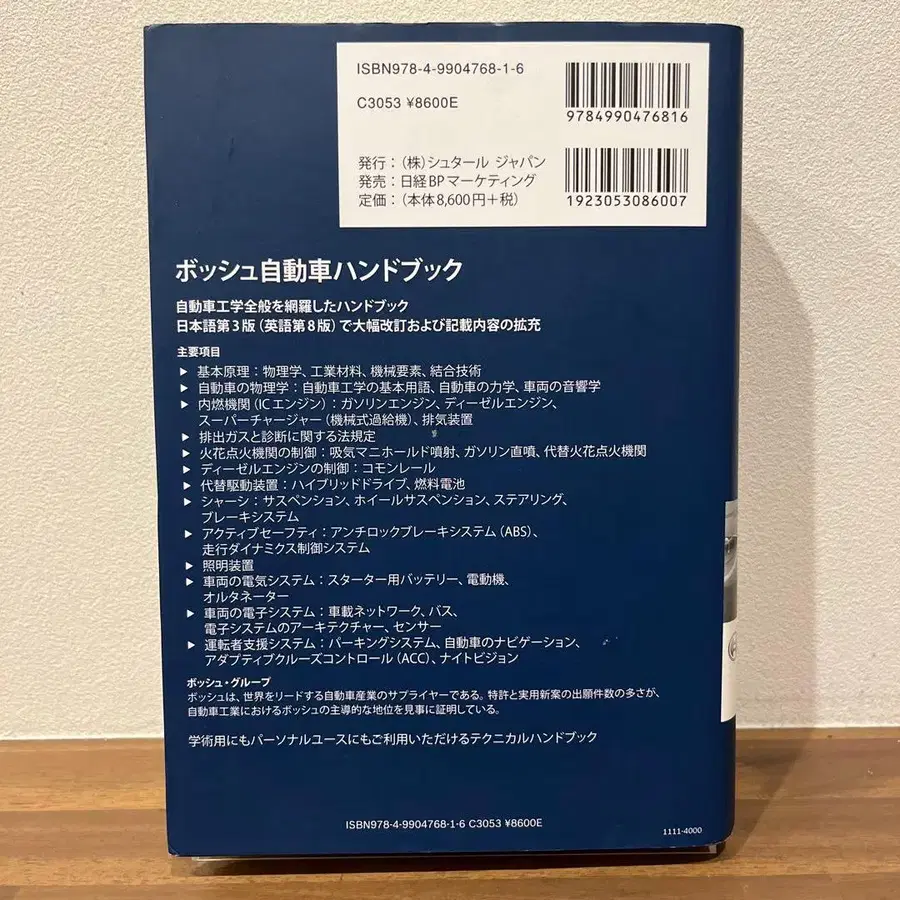 ISBN978-4-9904768-1-6
C3053 ¥8600E
9784990476816
発行：（株）シュタール ジャパン
発売：日経BPマーケティング
定価：（本体8,600円＋税）
1923053086007
ボッシュ自動車ハンドブック
自動車工学全般を網羅したハンドブック
日本語第3版（英語第8版）で大幅改訂および記載内容の拡充
主要項目
▶ 基本原理：物理学、工業材料、機械要素、結合技術
▶ 自動車の物理学：自動車工学の基本用語、自動車の力学、車両の音響学
▶ 内燃機関（ICエンジン）：ガソリンエンジン、ディーゼルエンジン、
スーパーチャージャー（機械式過給機）、排気装置
▶ 排出ガスと診断に関する法規定
▶ 火花点火機関の制御：吸気マニホールド噴射、ガソリン直噴、代替火花点火機関
▶ ディーゼルエンジンの制御：コモンレール
▶ 代替駆動装置：ハイブリッドドライブ、燃料電池
▶ シャーシ：サスペンション、ホイールサスペンション、ステアリング、
ブレーキシステム
▶ アクティブセーフティ：アンチロックブレーキシステム（ABS）、
走行ダイナミクス制御システム
▶ 照明装置
▶ 車両の電気システム：スターター用バッテリー、電動機、
オルタネーター
▶ 車両の電子システム：車載ネットワーク、バス、
電子システムのアーキテクチャー、センサー
▶ 運転者支援システム：パーキングシステム、自動車のナビゲーション、
アダプティブクルーズコントロール（ACC）、ナイトビジョン
ボッシュ・グループ
ボッシュは、世界をリードする自動車産業のサプライヤーである。特許と実用新案の出願件数の多さが、
自動車工業におけるボッシュの主導的な地位を見事に証明している。
学術用にもパーソナルユースにもご利用いただけるテクニカルハンドブック
ISBN978-4-9904768-1-6 C3053 ¥8600E
1111-4000